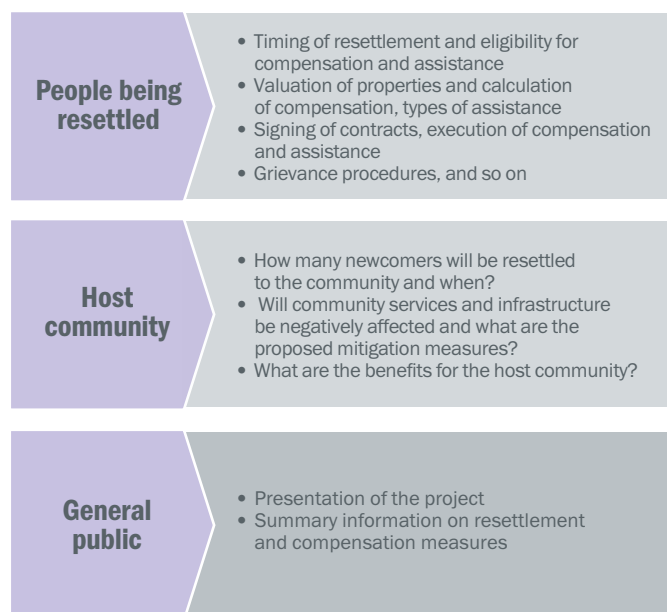 People being
resettled
• Timing of resettlement and eligibility for
compensation and assistance
• Valuation of properties and calculation
of compensation, types of assistance
• Signing of contracts, execution of compensation
and assistance
• Grievance procedures, and so on
Host
community
• How many newcomers will be resettled
to the community and when?
• Will community services and infrastructure
be negatively affected and what are the
proposed mitigation measures?
• What are the benefits for the host community?
General
public
• Presentation of the project
• Summary information on resettlement
and compensation measures